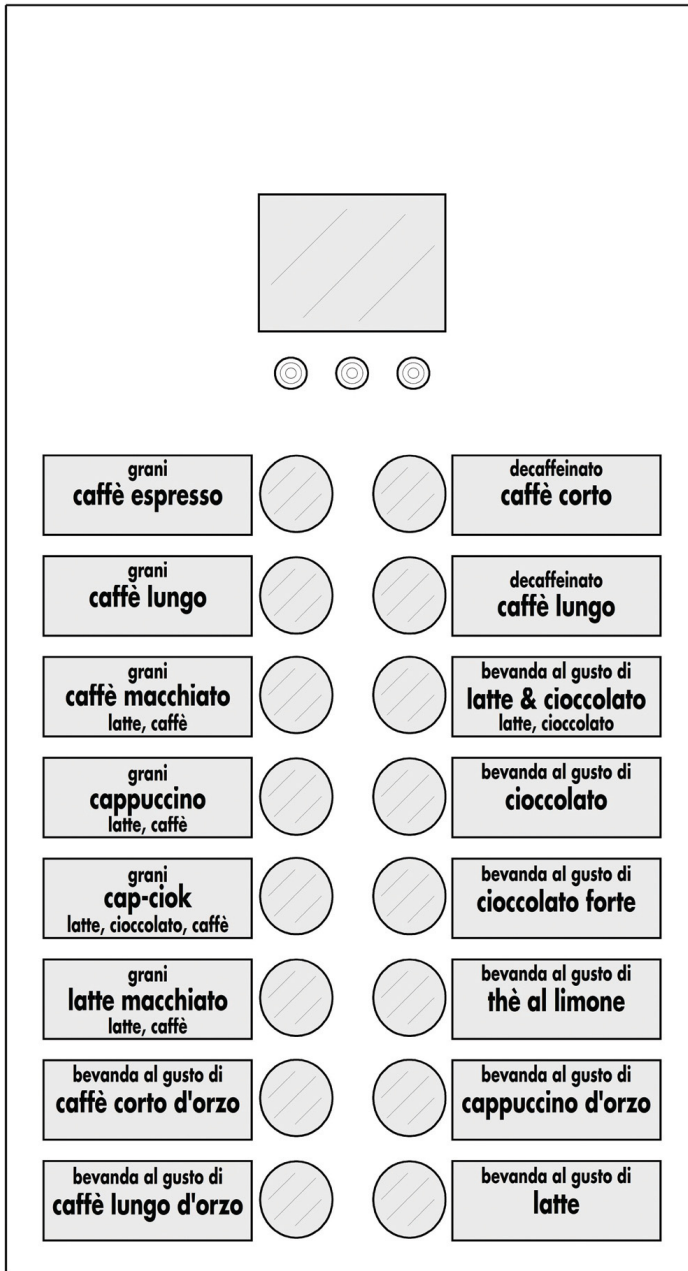 grani
caffè espresso
decaffeinato
caffè corto
grani
caffè lungo
decaffeinato
caffè lungo
grani
caffè macchiato
latte, caffè
bevanda al gusto di
latte & cioccolato
latte, cioccolato
grani
cappuccino
latte, caffè
bevanda al gusto di
cioccolato
grani
cap-ciok
latte, cioccolato, caffè
bevanda al gusto di
cioccolato forte
grani
latte macchiato
latte, caffè
bevanda al gusto di
thè al limone
bevanda al gusto di
caffè corto d'orzo
bevanda al gusto di
cappuccino d'orzo
bevanda al gusto di
caffè lungo d'orzo
bevanda al gusto di
latte